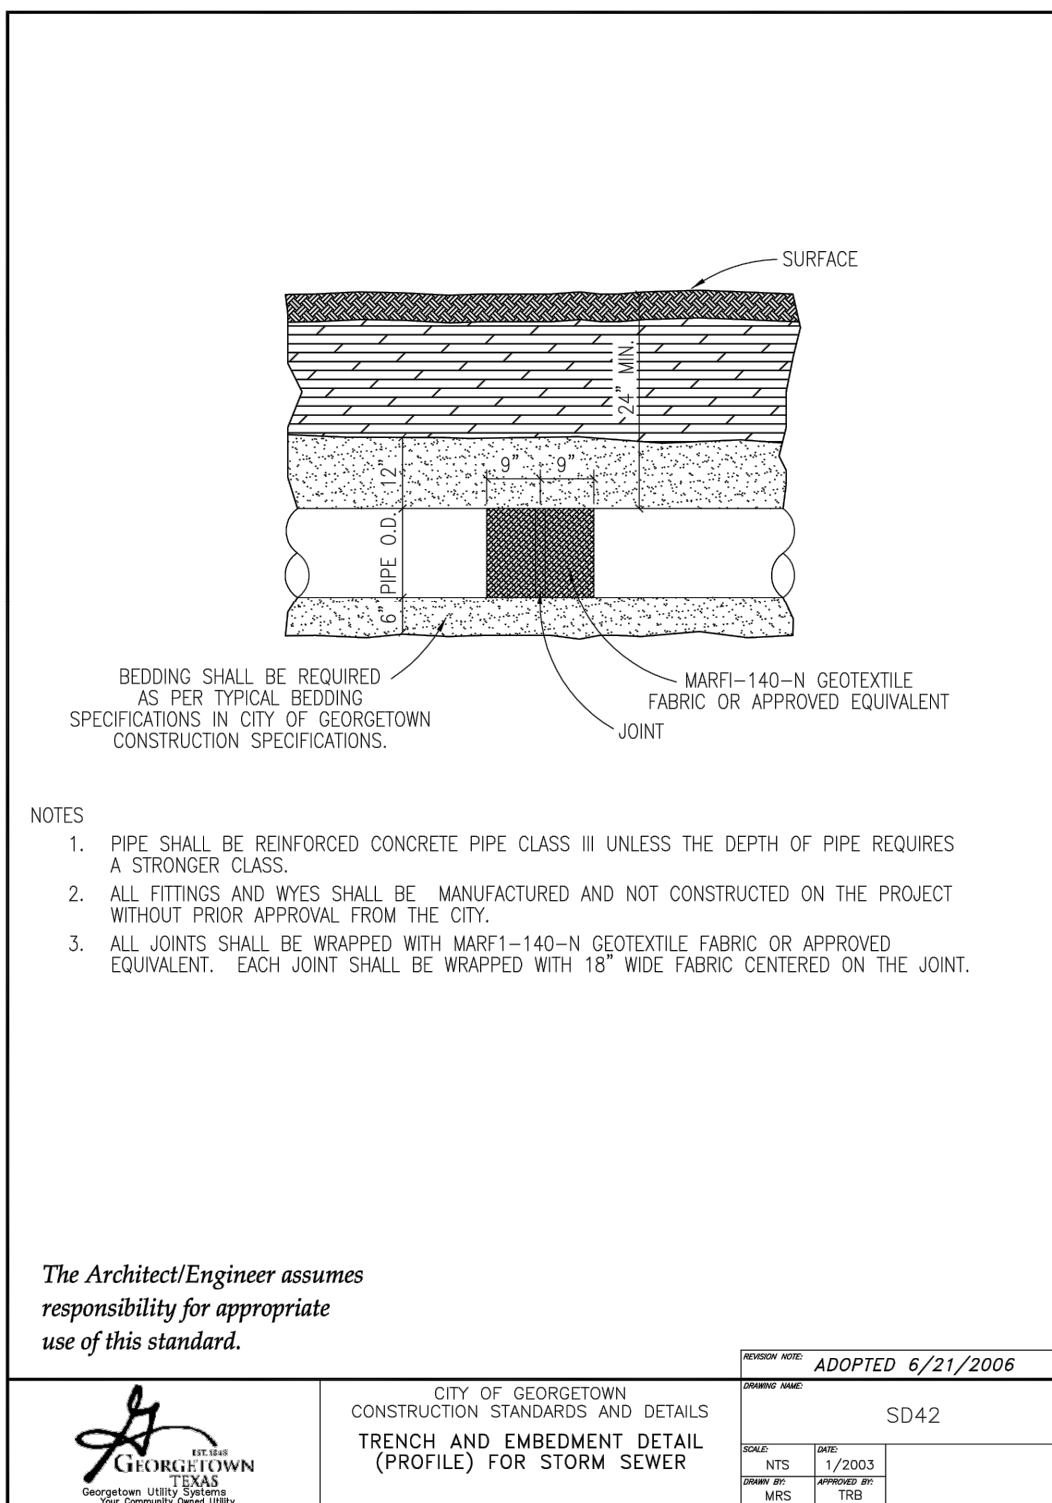 SURFACE
24" MIN.
12"
9"
9"
PIPE O.D.
6"
BEDDING SHALL BE REQUIRED
AS PER TYPICAL BEDDING
SPECIFICATIONS IN CITY OF GEORGETOWN
CONSTRUCTION SPECIFICATIONS.
MARFI-140-N GEOTEXTILE
FABRIC OR APPROVED EQUIVALENT
JOINT
NOTES
1. PIPE SHALL BE REINFORCED CONCRETE PIPE CLASS III UNLESS THE DEPTH OF PIPE REQUIRES
A STRONGER CLASS.
2. ALL FITTINGS AND WYES SHALL BE MANUFACTURED AND NOT CONSTRUCTED ON THE PROJECT
WITHOUT PRIOR APPROVAL FROM THE CITY.
3. ALL JOINTS SHALL BE WRAPPED WITH MARF1-140-N GEOTEXTILE FABRIC OR APPROVED
EQUIVALENT. EACH JOINT SHALL BE WRAPPED WITH 18" WIDE FABRIC CENTERED ON THE JOINT.
The Architect/Engineer assumes
responsibility for appropriate
use of this standard.
EST. 1848
GEORGETOWN
TEXAS
Georgetown Utility Systems
Your Community Owned Utility
CITY OF GEORGETOWN
CONSTRUCTION STANDARDS AND DETAILS
TRENCH AND EMBEDMENT DETAIL
(PROFILE) FOR STORM SEWER
REVISION NOTE: ADOPTED 6/21/2006
DRAWING NAME:
SD42
SCALE:
NTS
DATE:
1/2003
DRAWN BY:
MRS
APPROVED BY:
TRB